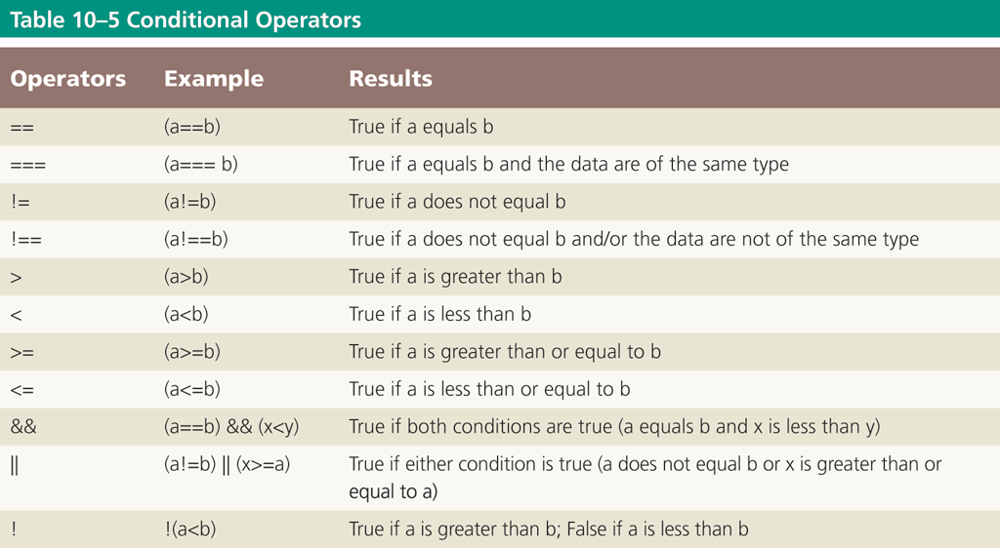 Table 10–5 Conditional Operators
Operators Example Results
== (a==b) True if a equals b
=== (a=== b) True if a equals b and the data are of the same type
!= (a!=b) True if a does not equal b
!== (a!==b) True if a does not equal b and/or the data are not of the same type
> (a>b) True if a is greater than b
< (a<b) True if a is less than b
>= (a>=b) True if a is greater than or equal to b
<= (a<=b) True if a is less than or equal to b
&& (a==b) && (x<y) True if both conditions are true (a equals b and x is less than y)
|| (a!=b) || (x>=a) True if either condition is true (a does not equal b or x is greater than or
equal to a)
! !(a<b) True if a is greater than b; False if a is less than b